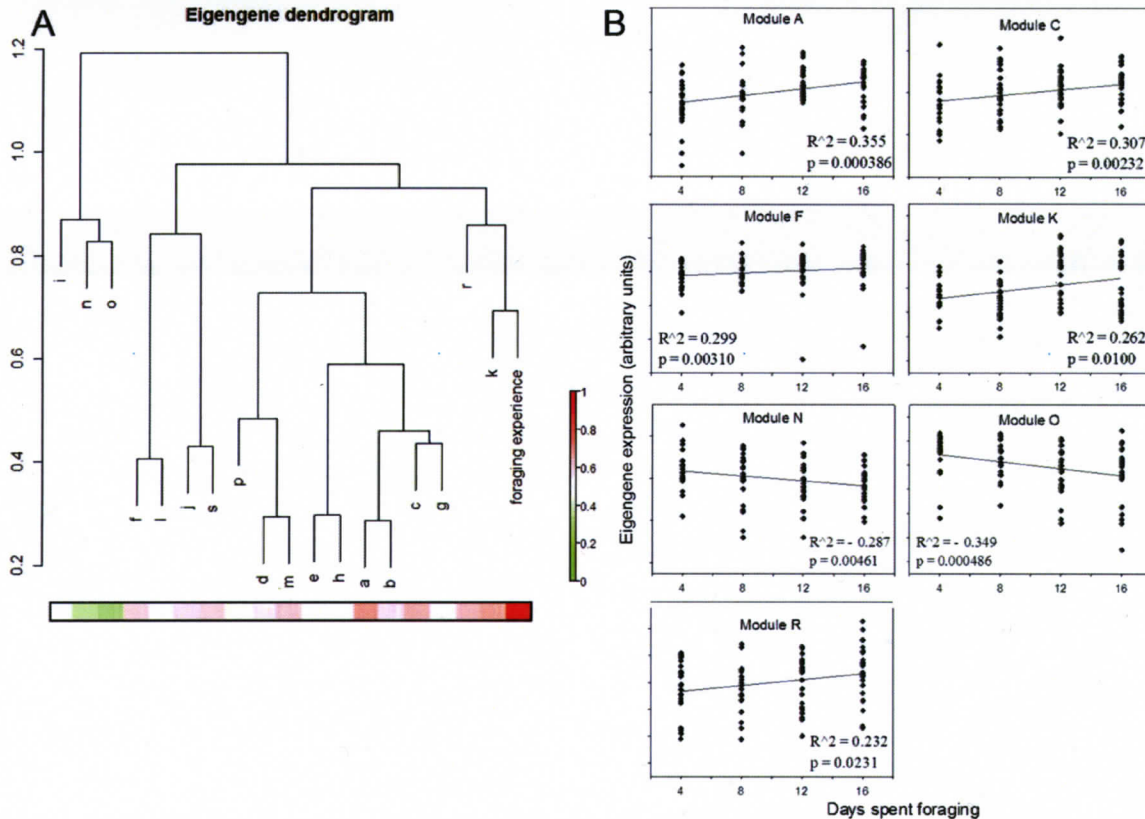 A
Eigengene dendrogram
1.2
1.0
0.8
0.6
0.4
0.2
i
n
o
f
l
j
s
p
d
m
e
h
a
b
c
g
r
k
foraging experience
1
0.8
0.6
0.4
0.2
0
B
Eigengene expression (arbitrary units)
Module A
R^2 = 0.355
p = 0.000386
4 8 12 16
Module C
R^2 = 0.307
p = 0.00232
4 8 12 16
Module F
R^2 = 0.299
p = 0.00310
4 8 12 16
Module K
R^2 = 0.262
p = 0.0100
4 8 12 16
Module N
R^2 = - 0.287
p = 0.00461
4 8 12 16
Module O
R^2 = - 0.349
p = 0.000486
4 8 12 16
Module R
R^2 = 0.232
p = 0.0231
4 8 12 16
Days spent foraging